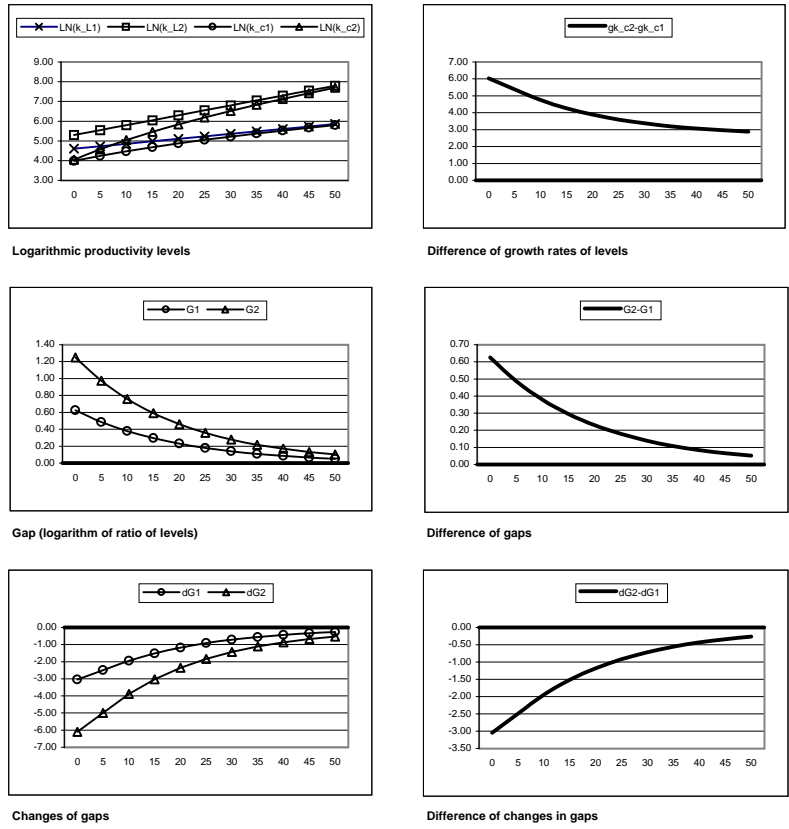 LN(k_L1) LN(k_L2) LN(k_c1) LN(k_c2)
9.00
8.00
7.00
6.00
5.00
4.00
3.00
0 5 10 15 20 25 30 35 40 45 50
Logarithmic productivity levels
gk_c2-gk_c1
7.00
6.00
5.00
4.00
3.00
2.00
1.00
0.00
0 5 10 15 20 25 30 35 40 45 50
Difference of growth rates of levels
G1 G2
1.40
1.20
1.00
0.80
0.60
0.40
0.20
0.00
0 5 10 15 20 25 30 35 40 45 50
Gap (logarithm of ratio of levels)
G2-G1
0.70
0.60
0.50
0.40
0.30
0.20
0.10
0.00
0 5 10 15 20 25 30 35 40 45 50
Difference of gaps
dG1 dG2
0.00
-1.00
-2.00
-3.00
-4.00
-5.00
-6.00
-7.00
0 5 10 15 20 25 30 35 40 45 50
Changes of gaps
dG2-dG1
0.00
-0.50
-1.00
-1.50
-2.00
-2.50
-3.00
-3.50
0 5 10 15 20 25 30 35 40 45 50
Difference of changes in gaps